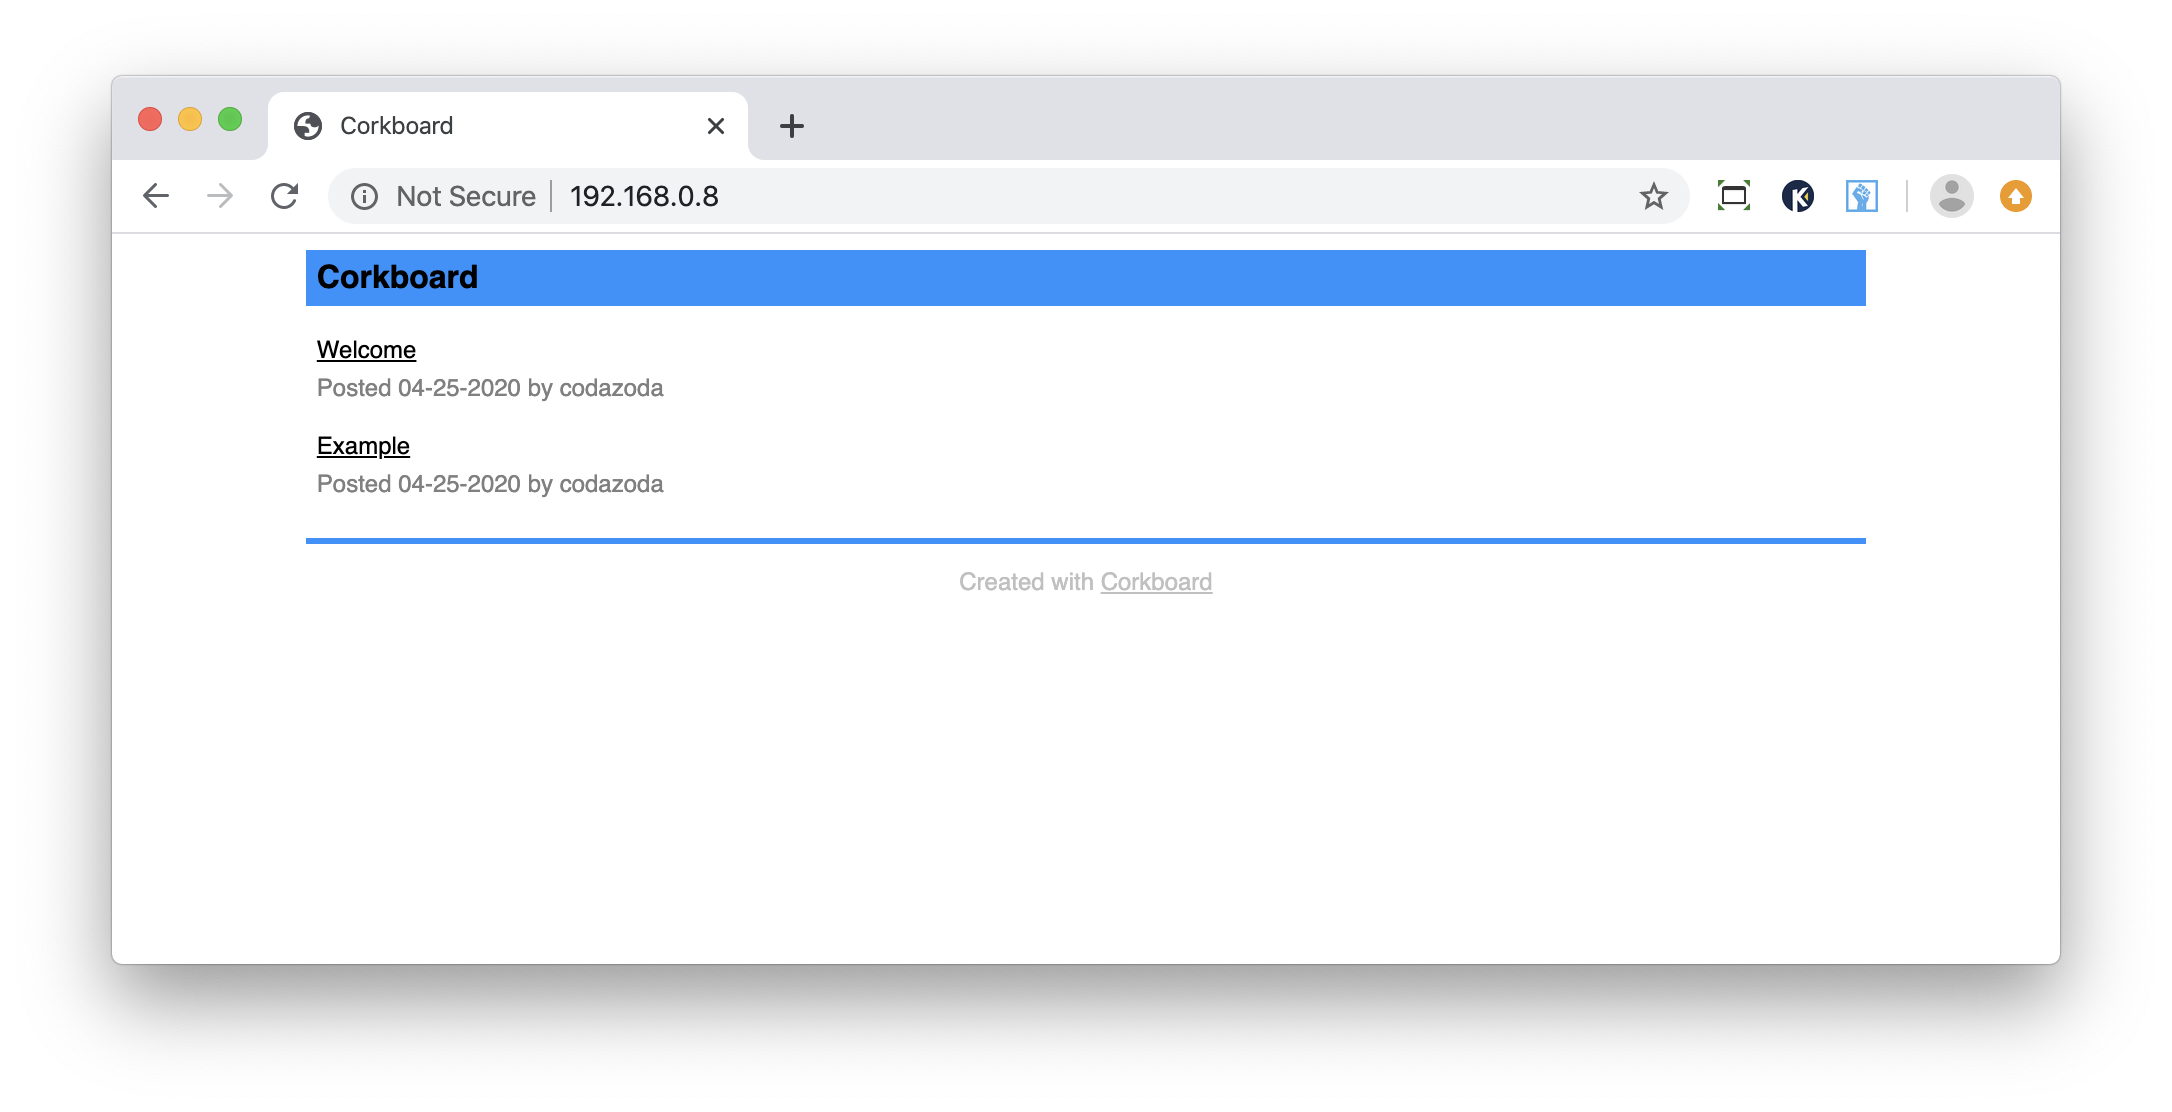 Corkboard
Not Secure | 192.168.0.8
Corkboard
Welcome
Posted 04-25-2020 by codazoda
Example
Posted 04-25-2020 by codazoda
Created with Corkboard